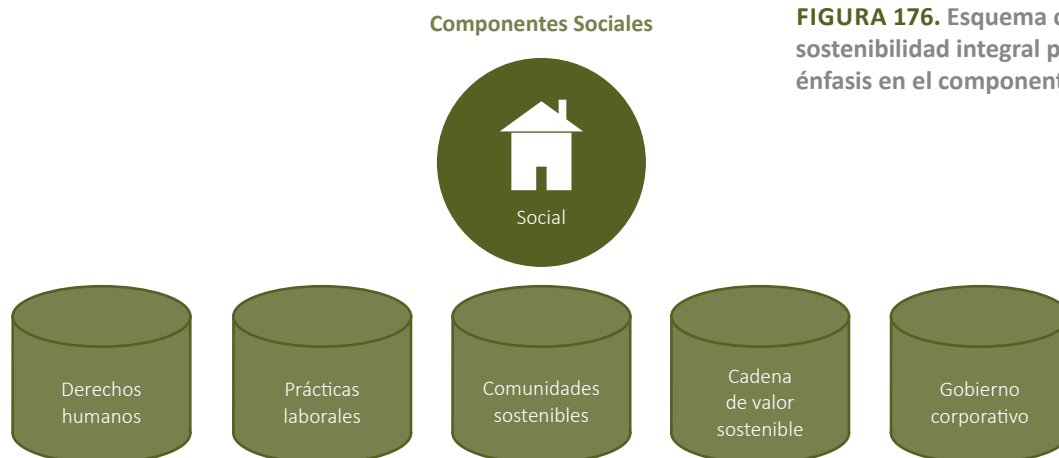 Componentes Sociales
FIGURA 176. Esquema
sostenibilidad integral
énfasis en el
Social
Derechos
humanos
Prácticas
laborales
Comunidades
sostenibles
Cadena
de valor
sostenible
Gobierno
corporativo